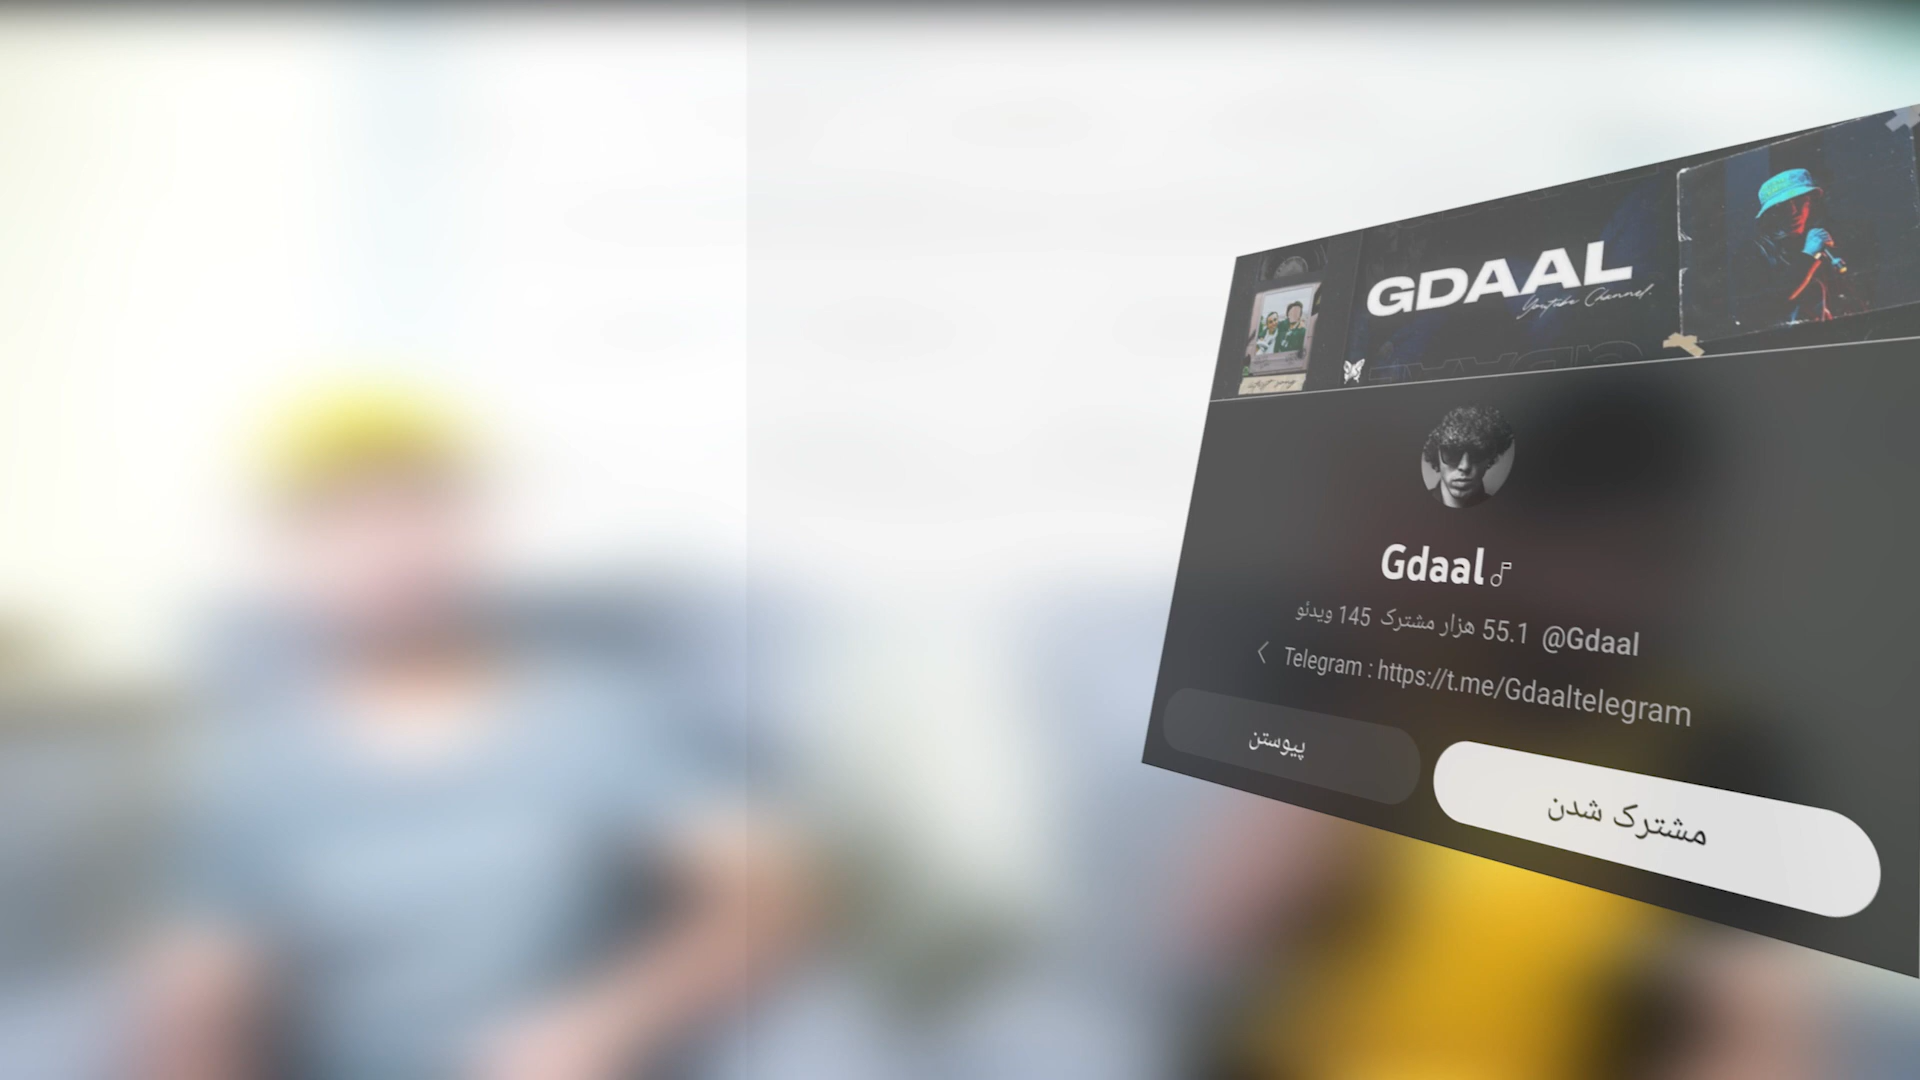 GDAAL
Youtube Channel.
Gdaal
@Gdaal 55.1 هزار مشترک 145 ویدئو
Telegram : https://t.me/Gdaaltelegram
پیوستن
مشترک شدن